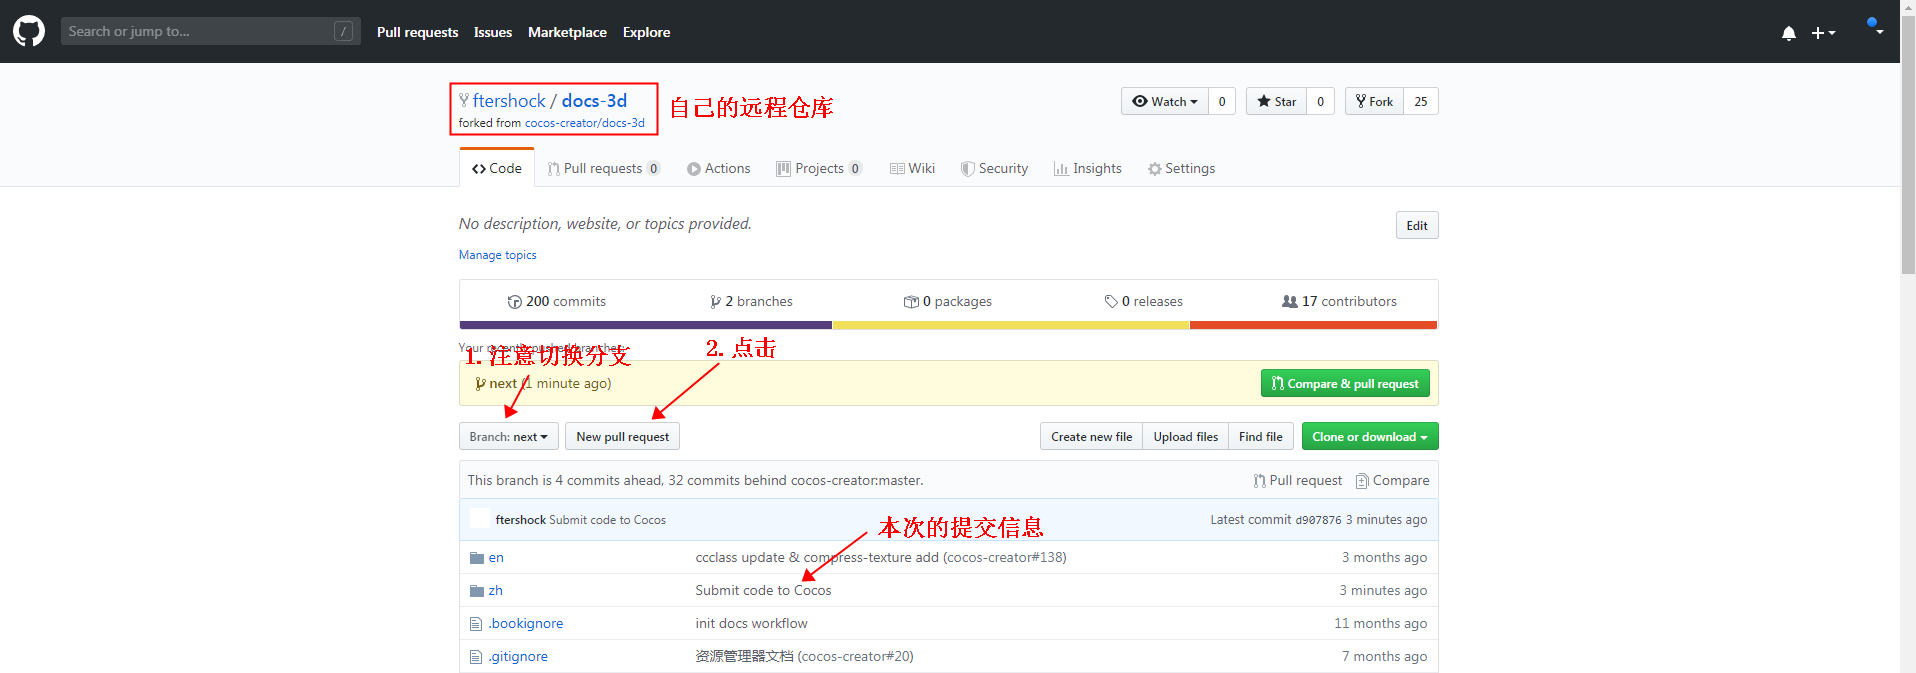 Search or jump to... /
Pull requests Issues Marketplace Explore
ftershock / docs-3d
forked from cocos-creator/docs-3d
自己的远程仓库
Watch 0 Star 0 Fork 25
Code Pull requests 0 Actions Projects 0 Wiki Security Insights Settings
No description, website, or topics provided.
Edit
Manage topics
200 commits 2 branches 0 packages 0 releases 17 contributors
Your recently pushed branches:
1. 注意切换分支
2. 点击
next (1 minute ago)
Compare & pull request
Branch: next New pull request Create new file Upload files Find file Clone or download
This branch is 4 commits ahead, 32 commits behind cocos-creator:master.
Pull request Compare
ftershock Submit code to Cocos
Latest commit d907876 3 minutes ago
本次的提交信息
en ccclass update & compress-texture add (cocos-creator#138) 3 months ago
zh Submit code to Cocos 3 minutes ago
.bookignore init docs workflow 11 months ago
.gitignore 资源管理器文档 (cocos-creator#20) 7 months ago